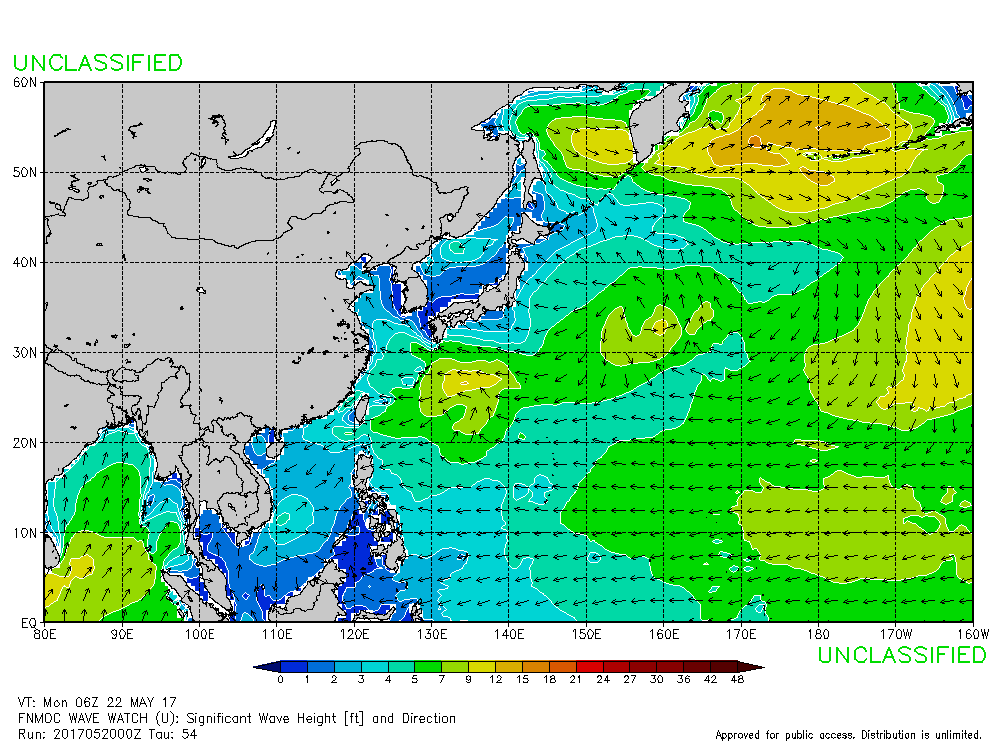 UNCLASSIFIED
60N
50N
40N
30N
20N
10N
EQ
80E 90E 100E 110E 120E 130E 140E 150E 160E 170E 180 170W 160W
UNCLASSIFIED
0 1 2 3 4 5 7 9 12 15 18 21 24 27 30 36 42 48
VT: Mon 06Z 22 MAY 17
FNMOC WAVE WATCH (U): Significant Wave Height [ft] and Direction
Run: 2017052000Z Tau: 54
Approved for public access. Distribution is unlimited.